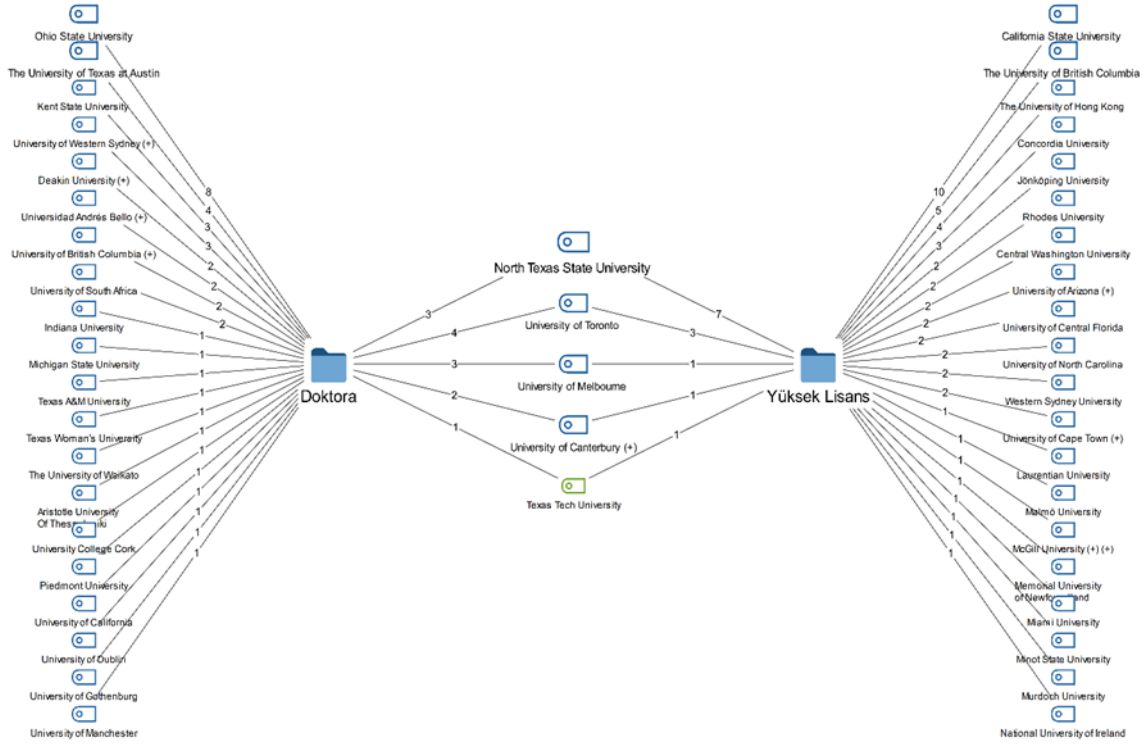 Ohio State University
The University of Texas at Austin
Kent State University
University of Western Sydney (+)
Deakin University (+)
Universidad Andrés Bello (+)
University of British Columbia (+)
University of South Africa
Indiana University
Michigan State University
Texas A&M University
Texas Woman's University
The University of Waikato
Aristotle University
Of Thessaloniki
University College Cork
Piedmont University
University of California
University of Dublin
University of Gothenburg
University of Manchester
8
4
3
3
2
2
2
2
1
1
1
1
1
1
1
1
1
1
1
1
Doktora
3
4
3
2
1
North Texas State University
University of Toronto
University of Melbourne
University of Canterbury (+)
Texas Tech University
7
3
1
1
1
Yüksek Lisans
10
5
4
3
2
2
2
2
2
2
2
2
1
1
1
1
1
1
1
1
California State University
The University of British Columbia
The University of Hong Kong
Concordia University
Jönköping University
Rhodes University
Central Washington University
University of Arizona (+)
University of Central Florida
University of North Carolina
Western Sydney University
University of Cape Town (+)
Laurentian University
Malmö University
McGill University (+) (+)
Memorial University
of Newfoundland
Miami University
Minot State University
Murdoch University
National University of Ireland